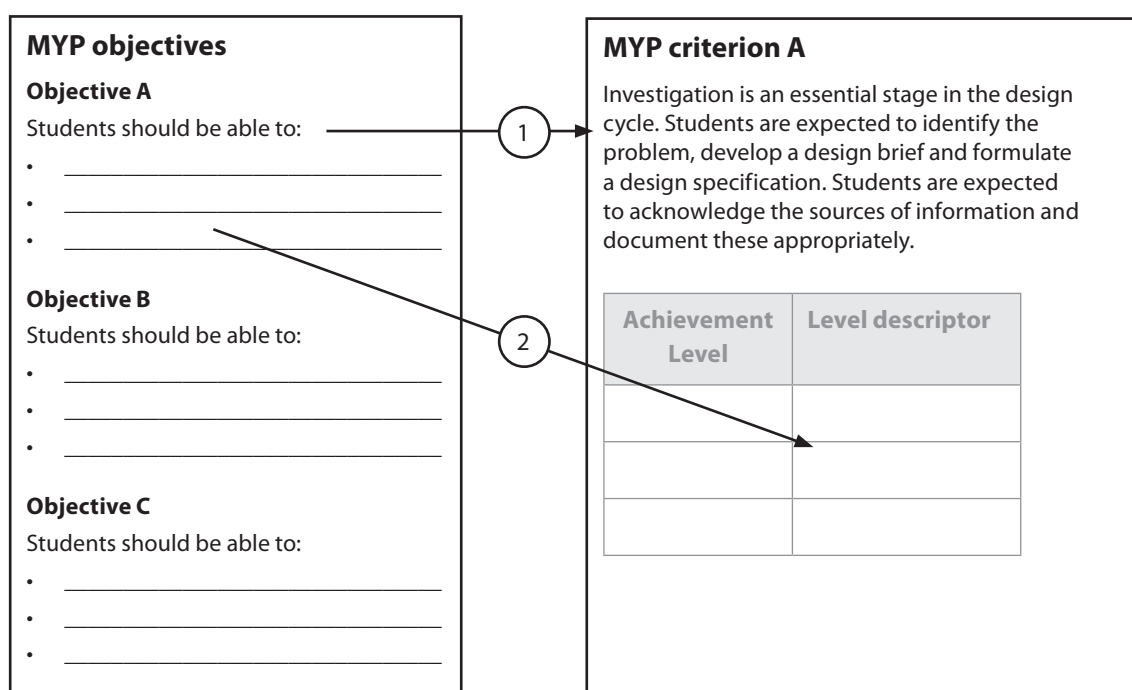 MYP objectives
Objective A
Students should be able to:
•
•
•
Objective B
Students should be able to:
•
•
•
Objective C
Students should be able to:
•
•
•
1
2
MYP criterion A
Investigation is an essential stage in the design
cycle. Students are expected to identify the
problem, develop a design brief and formulate
a design specification. Students are expected
to acknowledge the sources of information and
document these appropriately.
Achievement
Level
Level descriptor